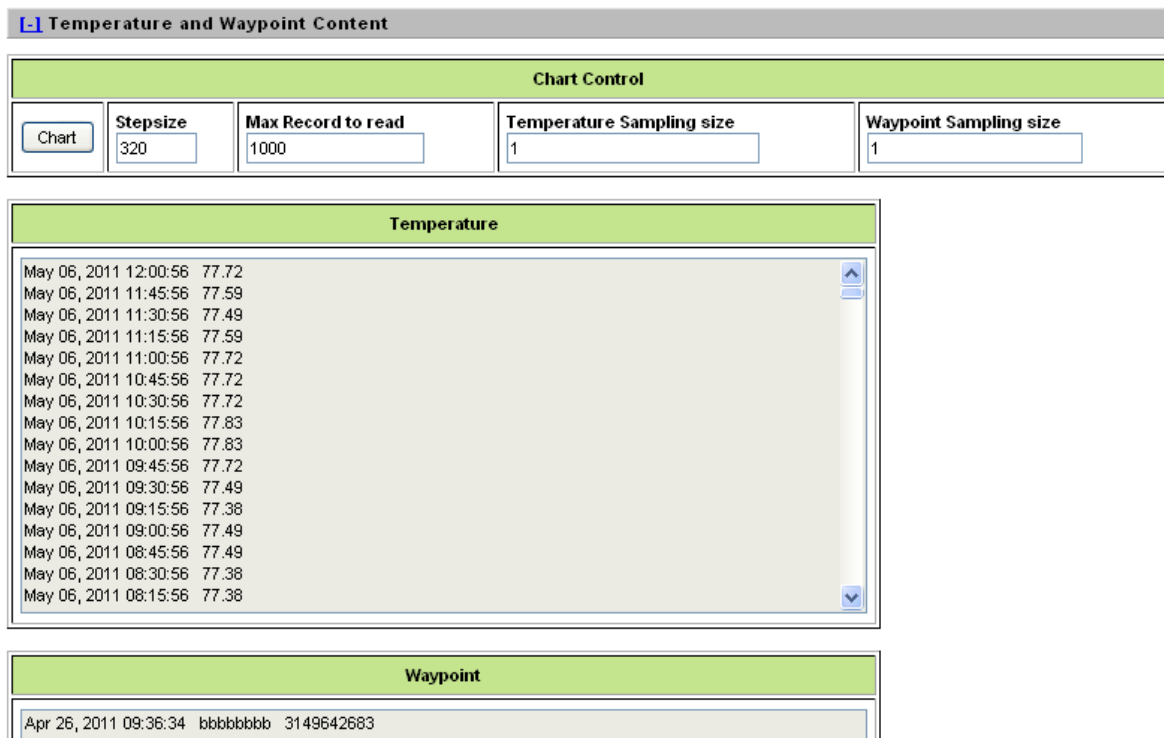 [-] Temperature and Waypoint Content
Chart Control
Chart
Stepsize
320
Max Record to read
1000
Temperature Sampling size
1
Waypoint Sampling size
1
Temperature
May 06, 2011 12:00:56 77.72
May 06, 2011 11:45:56 77.59
May 06, 2011 11:30:56 77.49
May 06, 2011 11:15:56 77.59
May 06, 2011 11:00:56 77.72
May 06, 2011 10:45:56 77.72
May 06, 2011 10:30:56 77.72
May 06, 2011 10:15:56 77.83
May 06, 2011 10:00:56 77.83
May 06, 2011 09:45:56 77.72
May 06, 2011 09:30:56 77.49
May 06, 2011 09:15:56 77.38
May 06, 2011 09:00:56 77.49
May 06, 2011 08:45:56 77.49
May 06, 2011 08:30:56 77.38
May 06, 2011 08:15:56 77.38
Waypoint
Apr 26, 2011 09:36:34 bbbbbbbb 3149642683